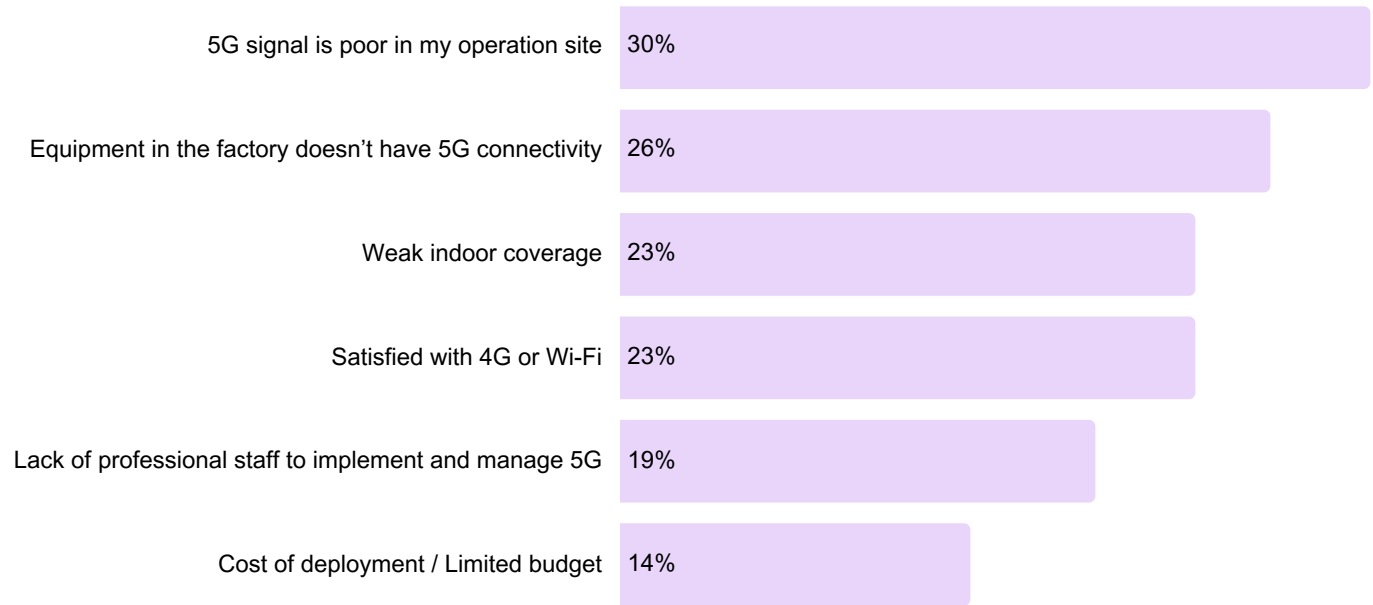 5G signal is poor in my operation site 30%
Equipment in the factory doesn’t have 5G connectivity 26%
Weak indoor coverage 23%
Satisfied with 4G or Wi-Fi 23%
Lack of professional staff to implement and manage 5G 19%
Cost of deployment / Limited budget 14%